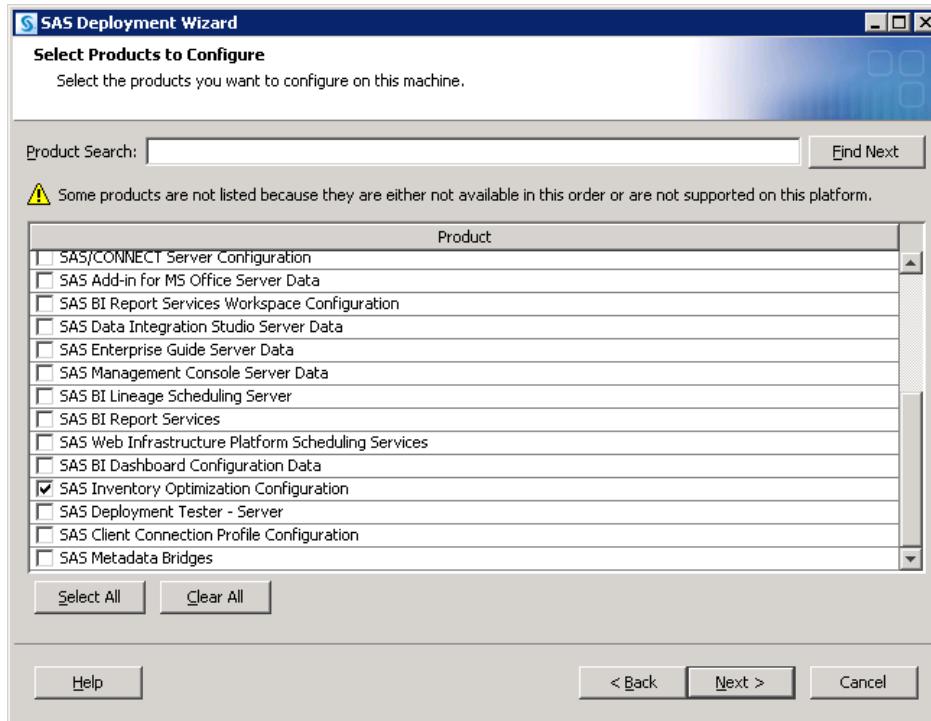 SAS Deployment Wizard
Select Products to Configure
Select the products you want to configure on this machine.
Product Search:
Find Next
Some products are not listed because they are either not available in this order or are not supported on this platform.
Product
SAS/CONNECT Server Configuration
SAS Add-in for MS Office Server Data
SAS BI Report Services Workspace Configuration
SAS Data Integration Studio Server Data
SAS Enterprise Guide Server Data
SAS Management Console Server Data
SAS BI Lineage Scheduling Server
SAS BI Report Services
SAS Web Infrastructure Platform Scheduling Services
SAS BI Dashboard Configuration Data
SAS Inventory Optimization Configuration
SAS Deployment Tester - Server
SAS Client Connection Profile Configuration
SAS Metadata Bridges
Select All Clear All
Help < Back Next > Cancel